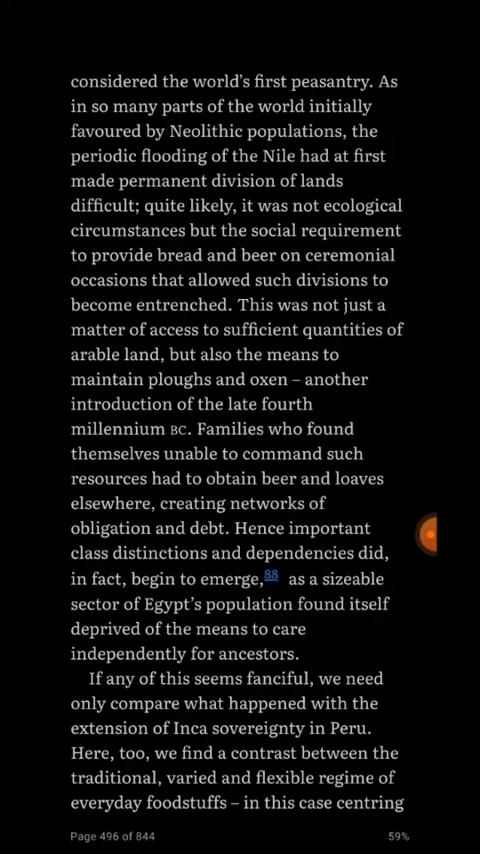 considered the world’s first peasantry. As
in so many parts of the world initially
favoured by Neolithic populations, the
periodic flooding of the Nile had at first
made permanent division of lands
difficult; quite likely, it was not ecological
circumstances but the social requirement
to provide bread and beer on ceremonial
occasions that allowed such divisions to
become entrenched. This was not just a
matter of access to sufficient quantities of
arable land, but also the means to
maintain ploughs and oxen – another
introduction of the late fourth
millennium BC. Families who found
themselves unable to command such
resources had to obtain beer and loaves
elsewhere, creating networks of
obligation and debt. Hence important
class distinctions and dependencies did,
in fact, begin to emerge,88 as a sizeable
sector of Egypt’s population found itself
deprived of the means to care
independently for ancestors.
If any of this seems fanciful, we need
only compare what happened with the
extension of Inca sovereignty in Peru.
Here, too, we find a contrast between the
traditional, varied and flexible regime of
everyday foodstuffs – in this case centring
Page 496 of 844 59%